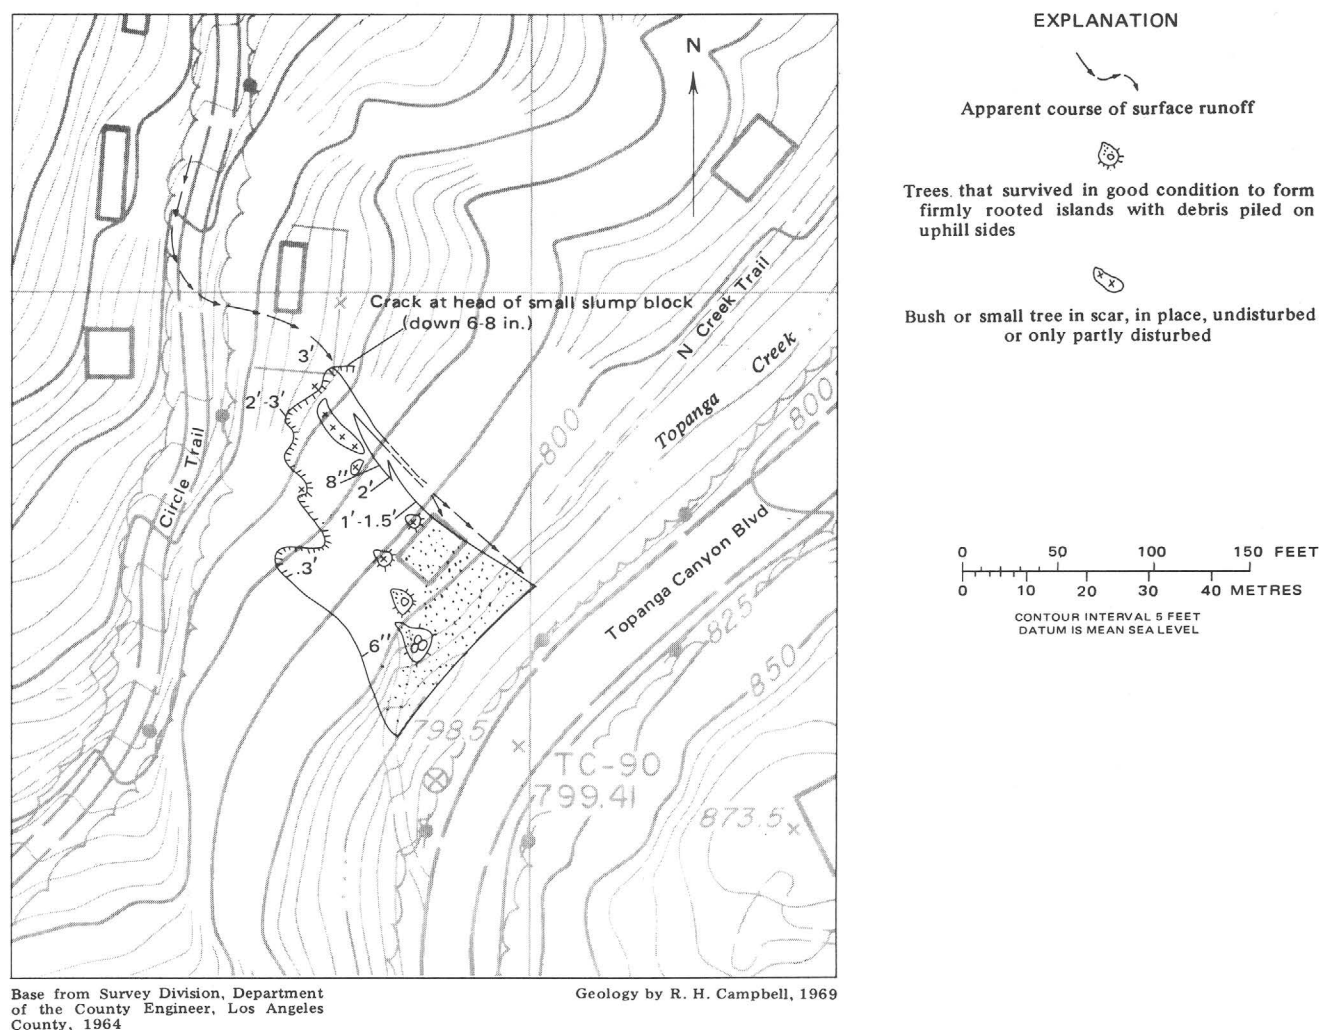 EXPLANATION
Apparent course of surface runoff
Trees that survived in good condition to form
firmly rooted islands with debris piled on
uphill sides
Bush or small tree in scar, in place, undisturbed
or only partly disturbed
N
Crack at head of small slump block
(down 6-8 in.)
3'
2'-3'
8"
2'
1'-1.5'
3'
6"
Circle Trail
N Creek Trail
Topanga Creek
Topanga Canyon Blvd
800
800
825
850
798.5
TC-90
799.41
873.5
0 50 100 150 FEET
0 10 20 30 40 METRES
CONTOUR INTERVAL 5 FEET
DATUM IS MEAN SEA LEVEL
Base from Survey Division, Department
of the County Engineer, Los Angeles
County, 1964
Geology by R. H. Campbell, 1969